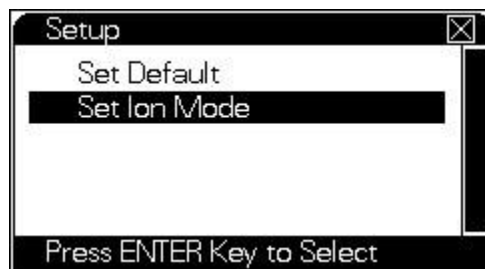 Setup
Set Default
Set Ion Mode
Press ENTER Key to Select